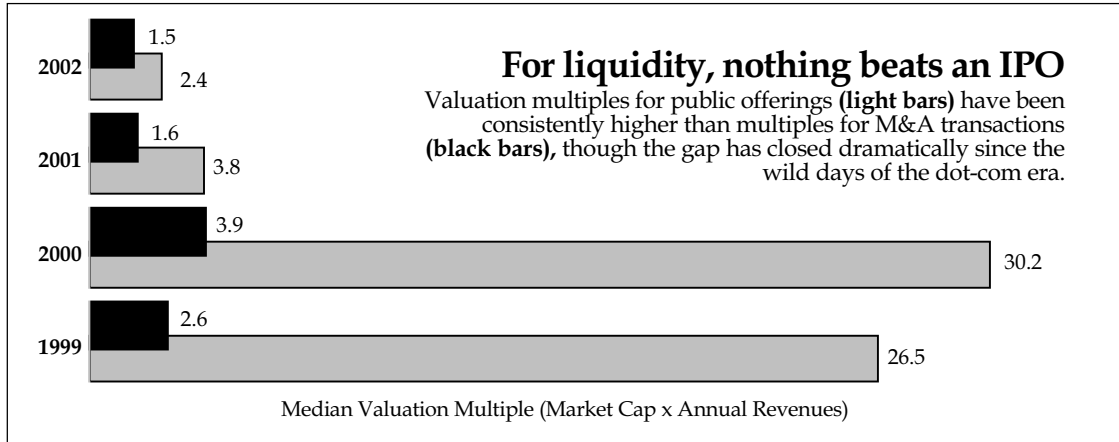 For liquidity, nothing beats an IPO
Valuation multiples for public offerings (light bars) have been
consistently higher than multiples for M&A transactions
(black bars), though the gap has closed dramatically since the
wild days of the dot-com era.
2002
1.5
2.4
2001
1.6
3.8
2000
3.9
30.2
1999
2.6
26.5
Median Valuation Multiple (Market Cap x Annual Revenues)